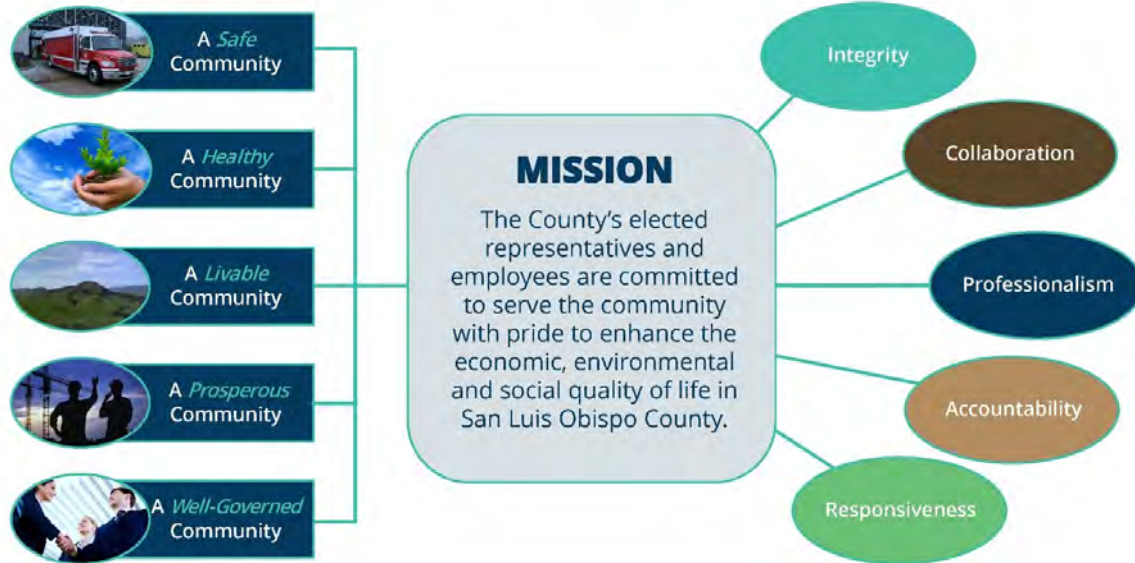 A Safe
Community
A Healthy
Community
A Livable
Community
A Prosperous
Community
A Well-Governed
Community
MISSION
The County's elected
representatives and
employees are committed
to serve the community
with pride to enhance the
economic, environmental
and social quality of life in
San Luis Obispo County.
Integrity
Collaboration
Professionalism
Accountability
Responsiveness